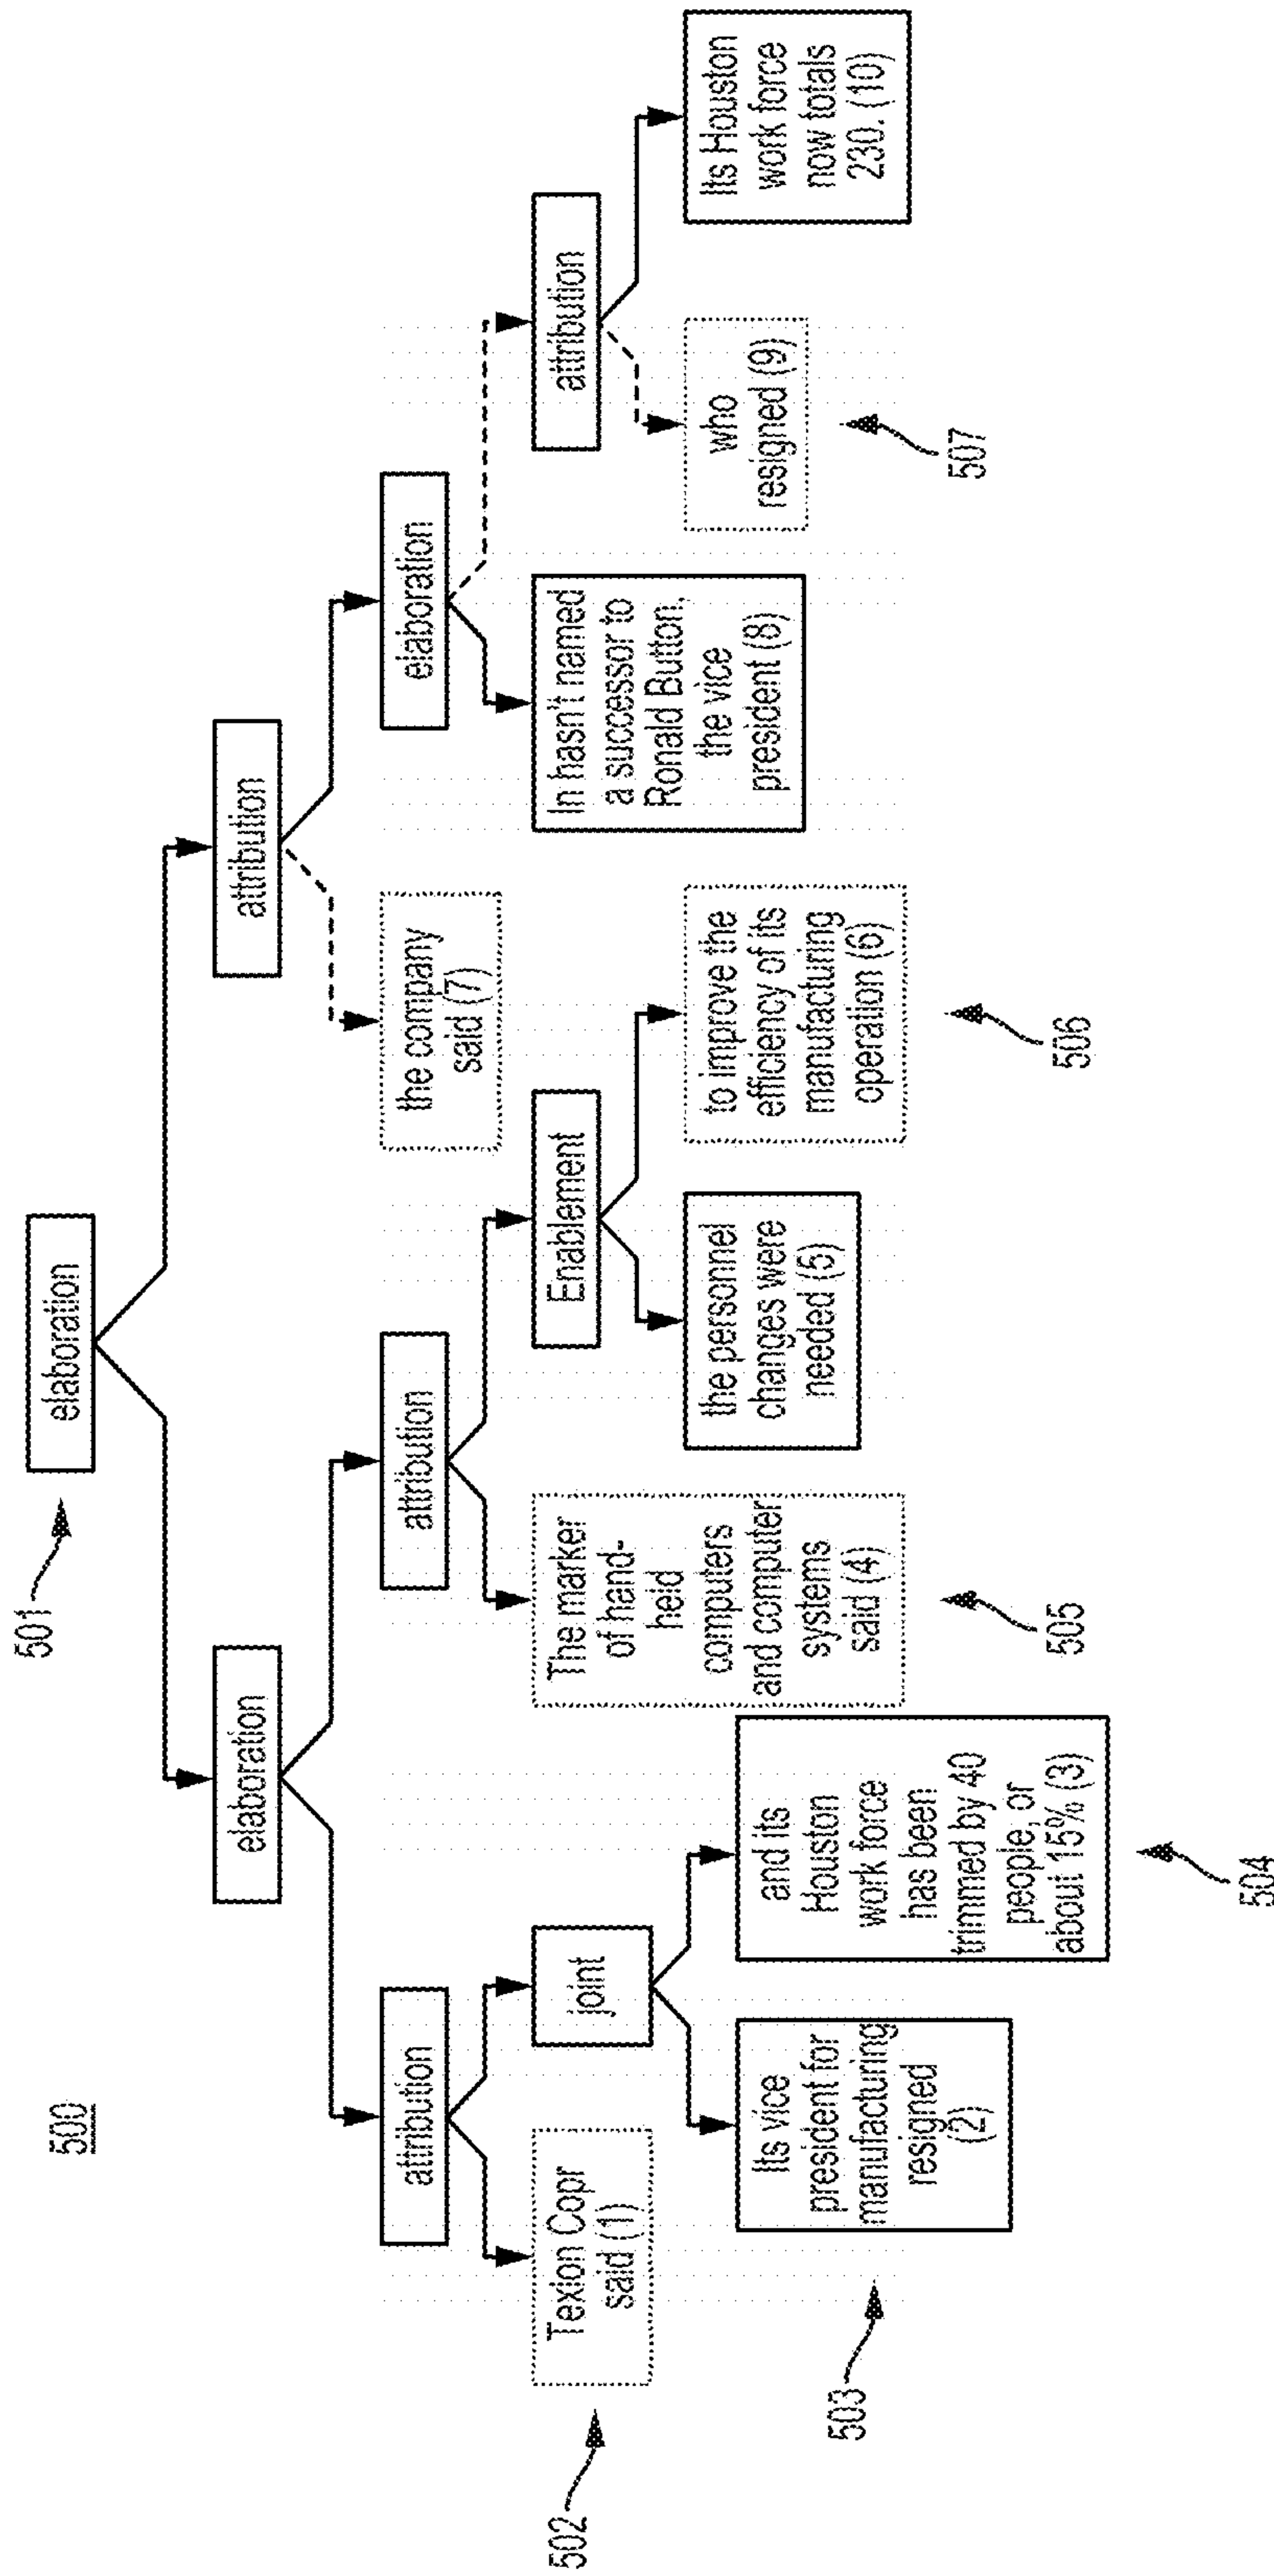 500
501
elaboration
elaboration
attribution
attribution
attribution
the company
said (7)
elaboration
502
Texion Copr
said (1)
joint
The marker
of hand-
heid
computers
and computer
systems
said (4)
Enablement
In hasn't named
a successor to
Ronald Button,
the vice
president (8)
attribution
503
Its vice
president for
manufacturing
resigned
(2)
and its
Houston
work force
has been
trimmed by 40
people, or
about 15% (3)
504
505
the personnel
changes were
needed (5)
to improve the
efficiency of its
manufacturing
operation (6)
506
who
resigned (9)
507
Its Houston
work force
now totals
230. (10)